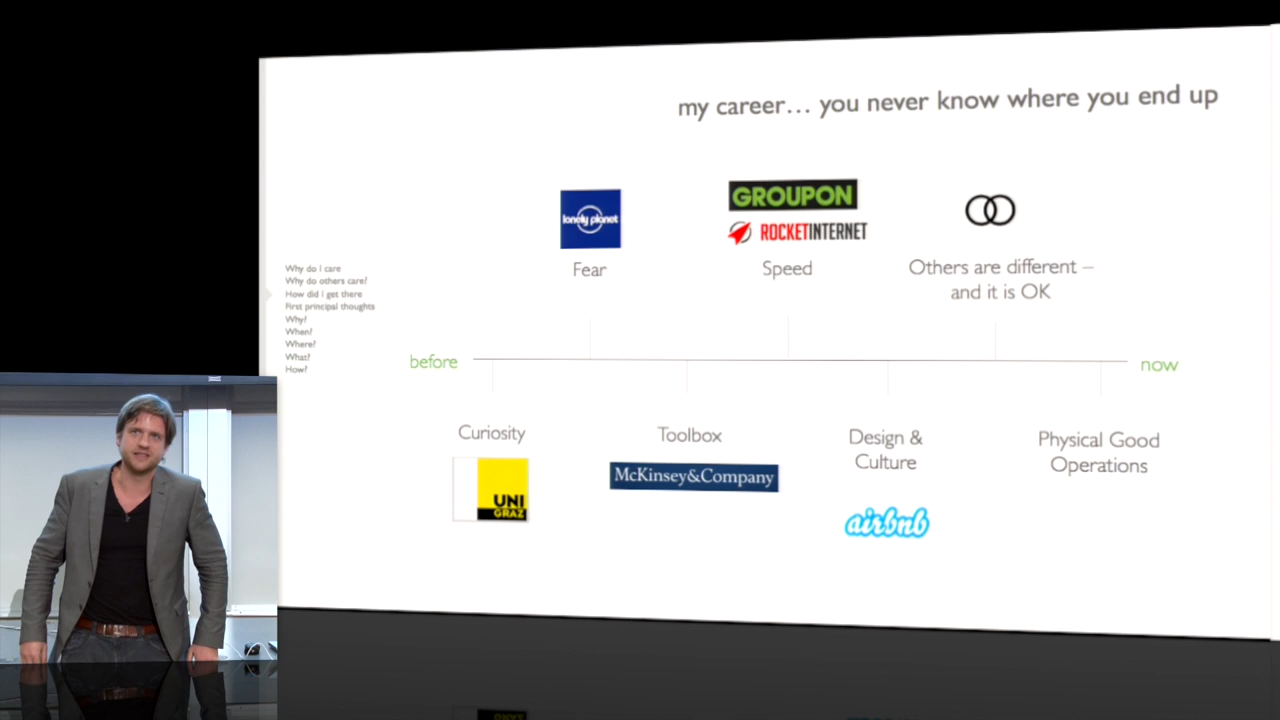 my career... you never know where you end up
lonely planet
GROUPON
ROCKETINTERNET
Fear
Speed
Others are different –
and it is OK
Why do I care
Why do others care?
How did I get there
First principal thoughts
Why?
When?
Where?
What?
How?
before
now
Curiosity
Toolbox
Design &
Culture
Physical Good
Operations
McKinsey&Company
UNI
GRAZ
airbnb